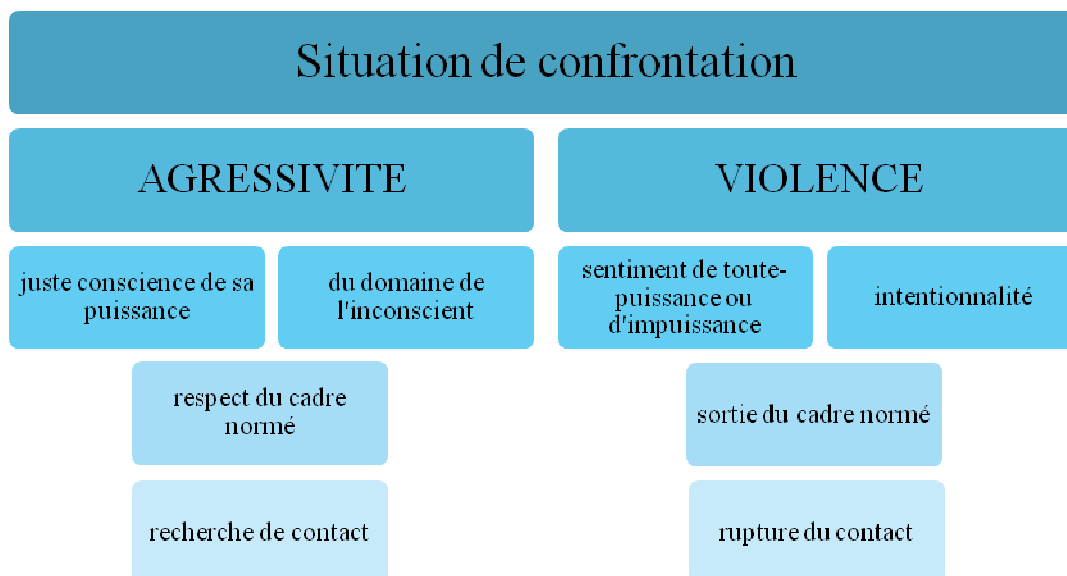 Situation de confrontation
AGRESSIVITE
VIOLENCE
juste conscience de sa
puissance
du domaine de
l'inconscient
sentiment de toute-
puissance ou
d'impuissance
intentionnalité
respect du cadre
normé
sortie du cadre normé
recherche de contact
rupture du contact